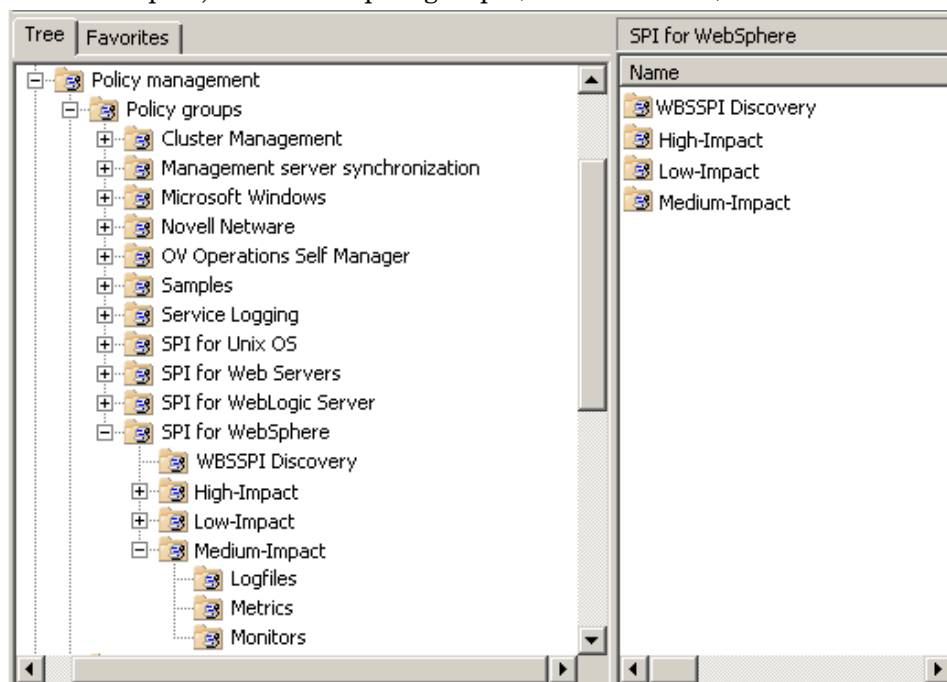 Tree
Favorites
SPI for WebSphere
Policy management
Policy groups
Cluster Management
Management server synchronization
Microsoft Windows
Novell Netware
OV Operations Self Manager
Samples
Service Logging
SPI for Unix OS
SPI for Web Servers
SPI for WebLogic Server
SPI for WebSphere
WBSSPI Discovery
High-Impact
Low-Impact
Medium-Impact
Logfiles
Metrics
Monitors
Name
WBSSPI Discovery
High-Impact
Low-Impact
Medium-Impact